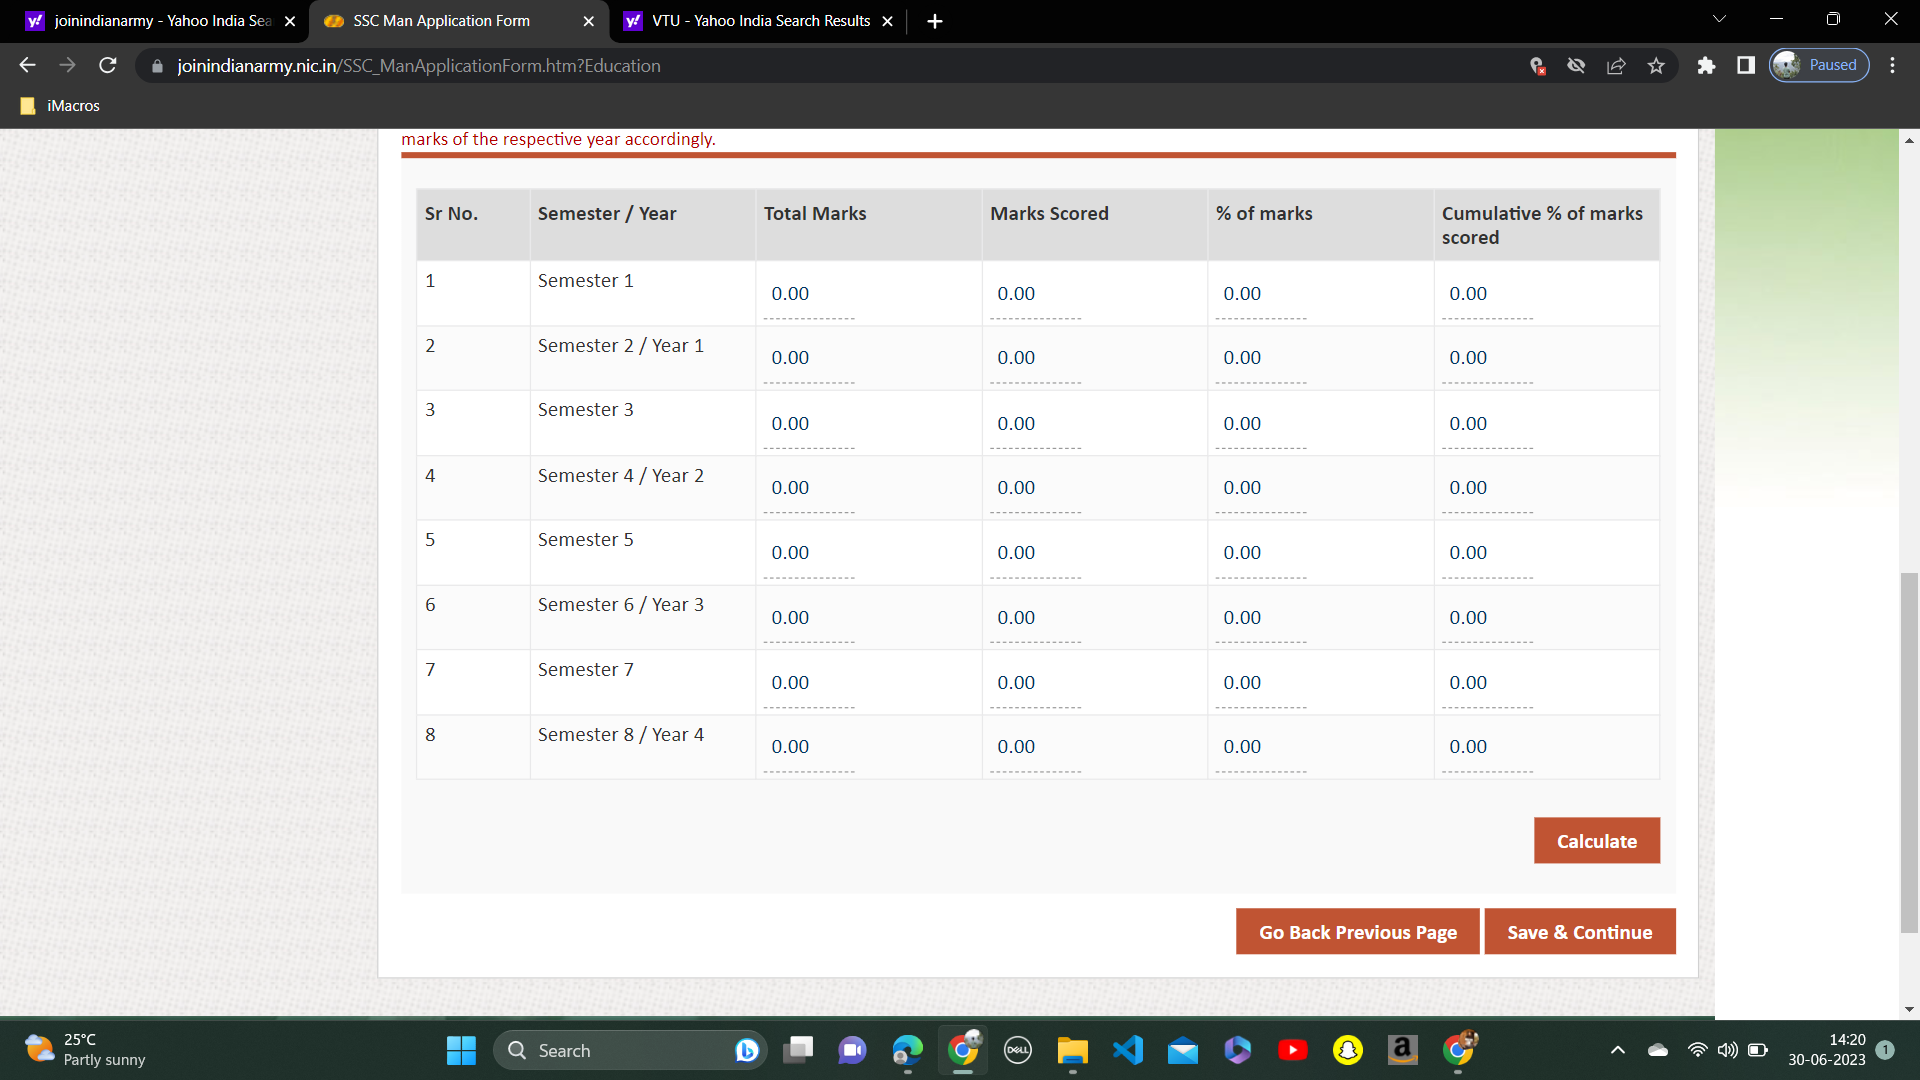 joinindianarmy - Yahoo India Sea
SSC Man Application Form
VTU - Yahoo India Search Results
joinindianarmy.nic.in/SSC_ManApplicationForm.htm?Education
Paused
iMacros
marks of the respective year accordingly.
Sr No. Semester / Year Total Marks Marks Scored % of marks Cumulative % of marks
scored
1 Semester 1 0.00 0.00 0.00 0.00
2 Semester 2 / Year 1 0.00 0.00 0.00 0.00
3 Semester 3 0.00 0.00 0.00 0.00
4 Semester 4 / Year 2 0.00 0.00 0.00 0.00
5 Semester 5 0.00 0.00 0.00 0.00
6 Semester 6 / Year 3 0.00 0.00 0.00 0.00
7 Semester 7 0.00 0.00 0.00 0.00
8 Semester 8 / Year 4 0.00 0.00 0.00 0.00
Calculate
Go Back Previous Page Save & Continue
25°C
Partly sunny
Search
DELL
14:20
30-06-2023
1